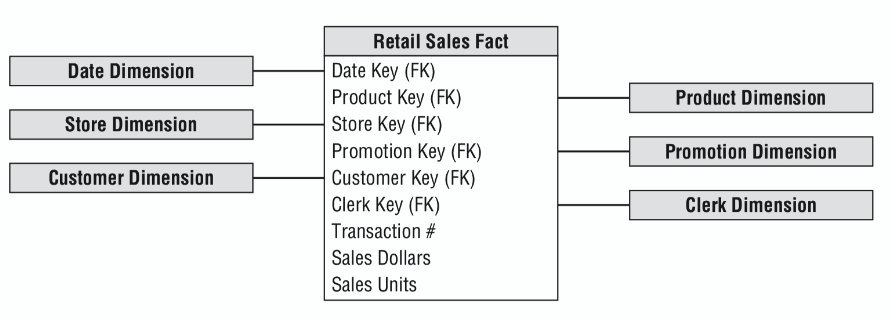 Retail Sales Fact
Date Key (FK)
Product Key (FK)
Store Key (FK)
Promotion Key (FK)
Customer Key (FK)
Clerk Key (FK)
Transaction #
Sales Dollars
Sales Units
Date Dimension
Store Dimension
Customer Dimension
Product Dimension
Promotion Dimension
Clerk Dimension